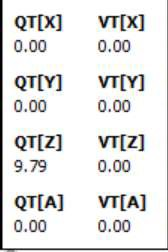 QT[X] VT[X]
0.00 0.00
QT[Y] VT[Y]
0.00 0.00
QT[Z] VT[Z]
9.79 0.00
QT[A] VT[A]
0.00 0.00